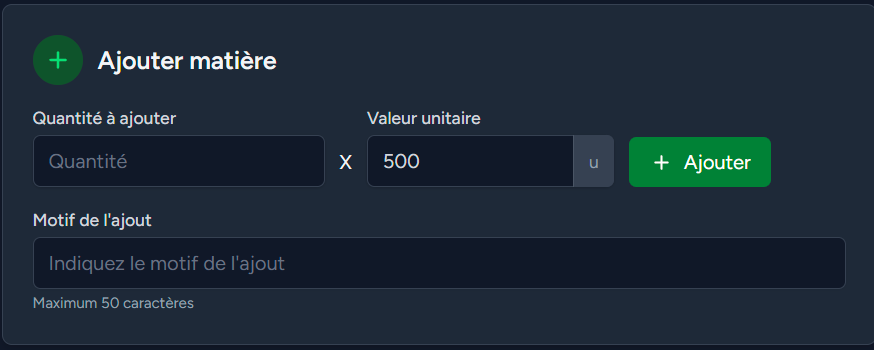 Ajouter matière
Quantité à ajouter
Valeur unitaire
Quantité
X
500
u
+ Ajouter
Motif de l'ajout
Indiquez le motif de l'ajout
Maximum 50 caractères